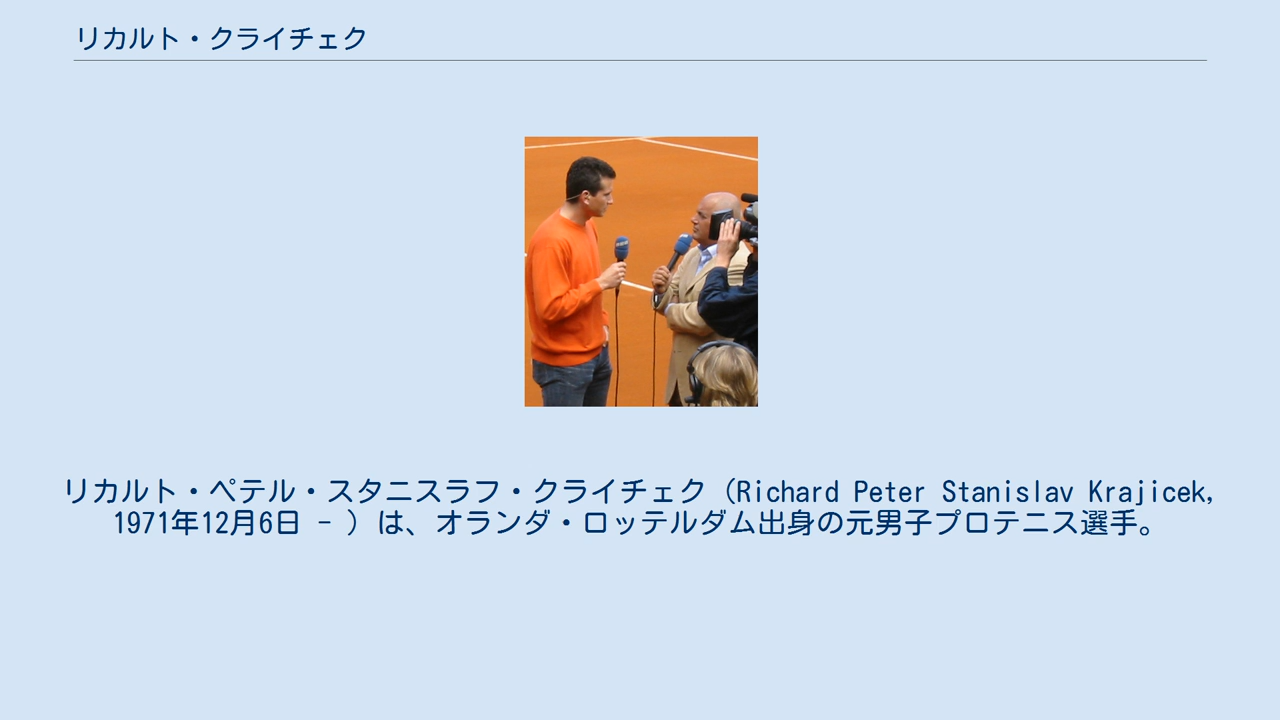 リカルト・クライチェク
リカルト・ペテル・スタニスラフ・クライチェク（Richard Peter Stanislav Krajicek,
1971年12月6日 - ）は、オランダ・ロッテルダム出身の元男子プロテニス選手。